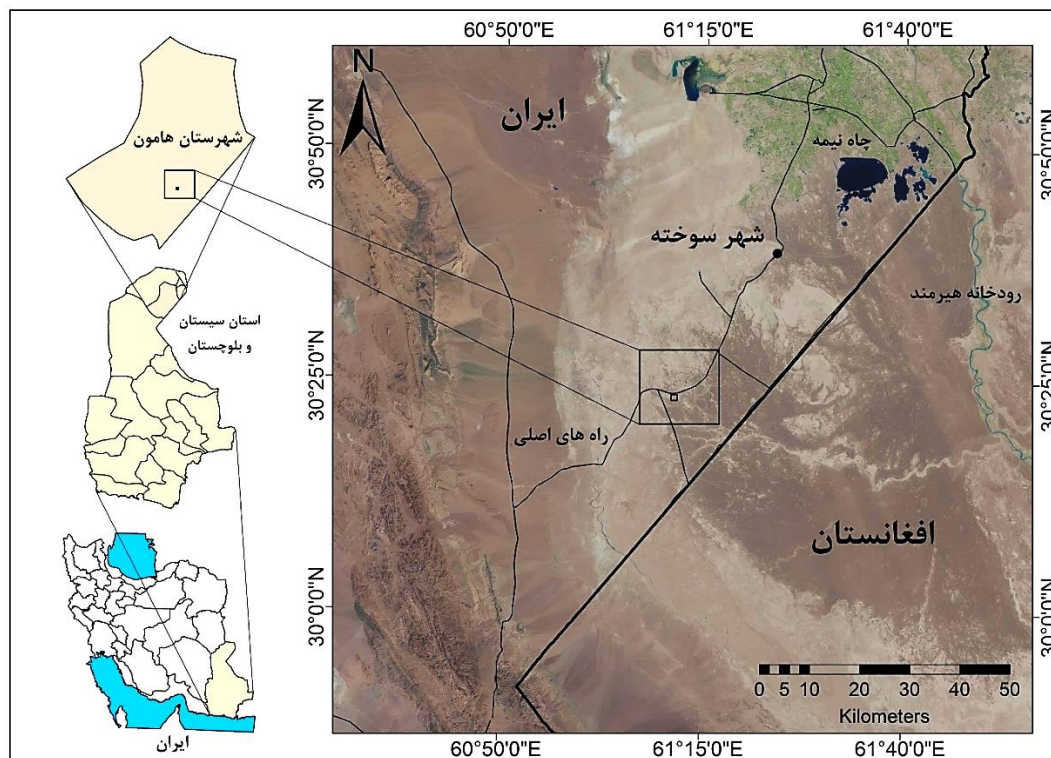 60°50'0"E
61°15'0"E
61°40'0"E
N
ایران
شهرستان هامون
چاه نیمه
30°50'0"N
30°50'0"N
شهر سوخته
رودخانه هیرمند
استان سیستان
و بلوچستان
30°25'0"N
30°25'0"N
راه های اصلی
افغانستان
30°0'0"N
30°0'0"N
0 5 10 20 30 40 50
Kilometers
ایران
60°50'0"E
61°15'0"E
61°40'0"E